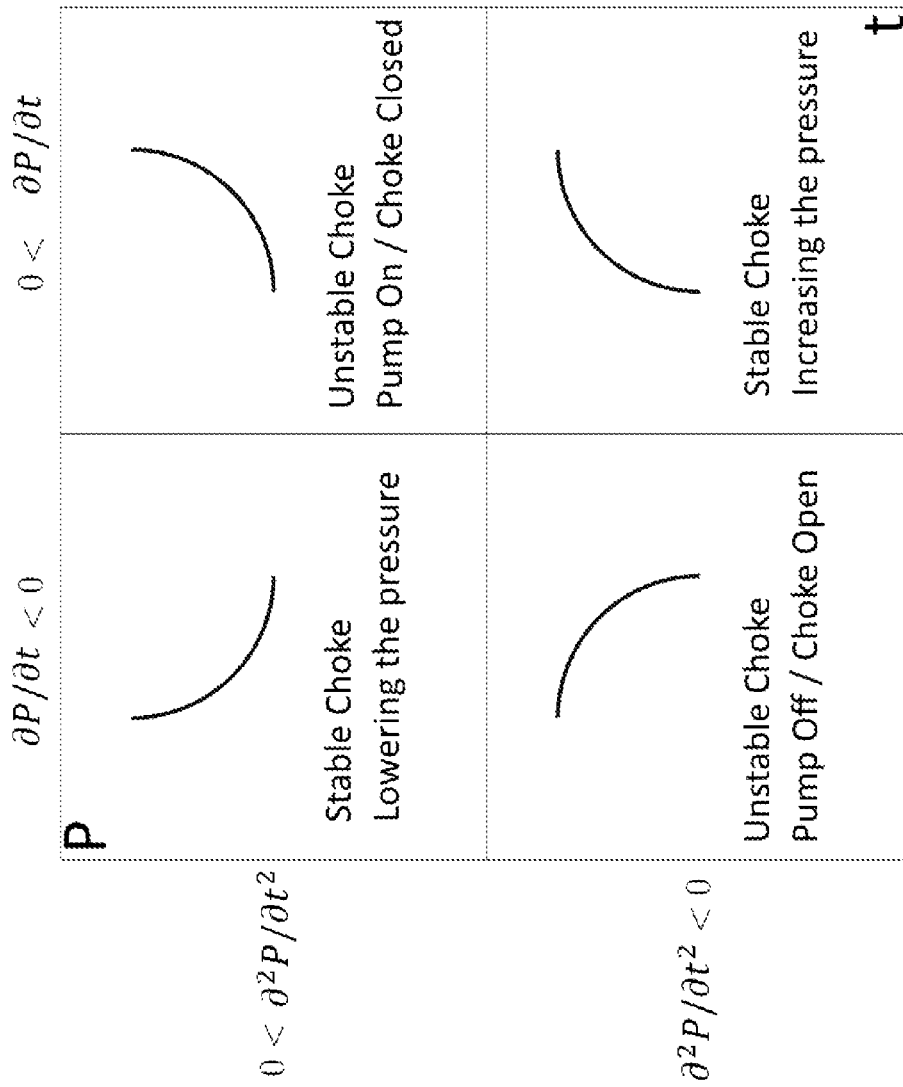 ∂P/∂t < 0
0 < ∂P/∂t
P
0 < ∂²P/∂t²
Stable Choke
Lowering the pressure
Unstable Choke
Pump On / Choke Closed
∂²P/∂t² < 0
Unstable Choke
Pump Off / Choke Open
Stable Choke
Increasing the pressure
t